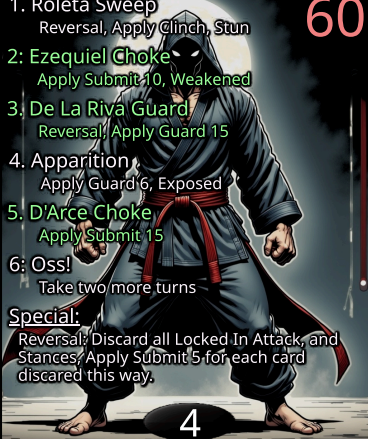 1. Roleta Sweep
Reversal, Apply Clinch, Stun
60
2: Ezequiel Choke
Apply Submit 10, Weakened
3. De La Riva Guard
Reversal, Apply Guard 15
4. Apparition
Apply Guard 6, Exposed
5. D'Arce Choke
Apply Submit 15
6: Oss!
Take two more turns
Special:
Reversal: Discard all Locked In Attack, and
Stances, Apply Submit 5 for each card
discarded this way.
4